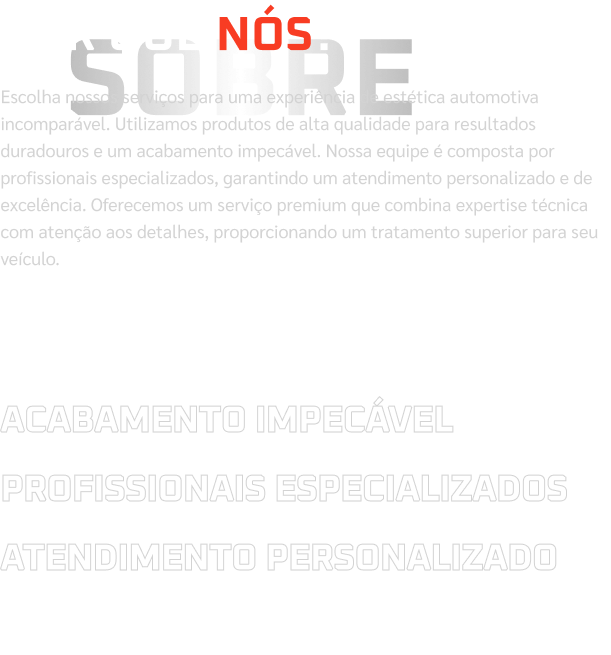 NÓS
SOBRE
Escolha nossos serviços para uma experiência de estética automotiva
incomparável. Utilizamos produtos de alta qualidade para resultados
duradouros e um acabamento impecável. Nossa equipe é composta por
profissionais especializados, garantindo um atendimento personalizado e de
excelência. Oferecemos um serviço premium que combina expertise técnica
com atenção aos detalhes, proporcionando um tratamento superior para seu
veículo.
ACABAMENTO IMPECÁVEL
PROFISSIONAIS ESPECIALIZADOS
ATENDIMENTO PERSONALIZADO